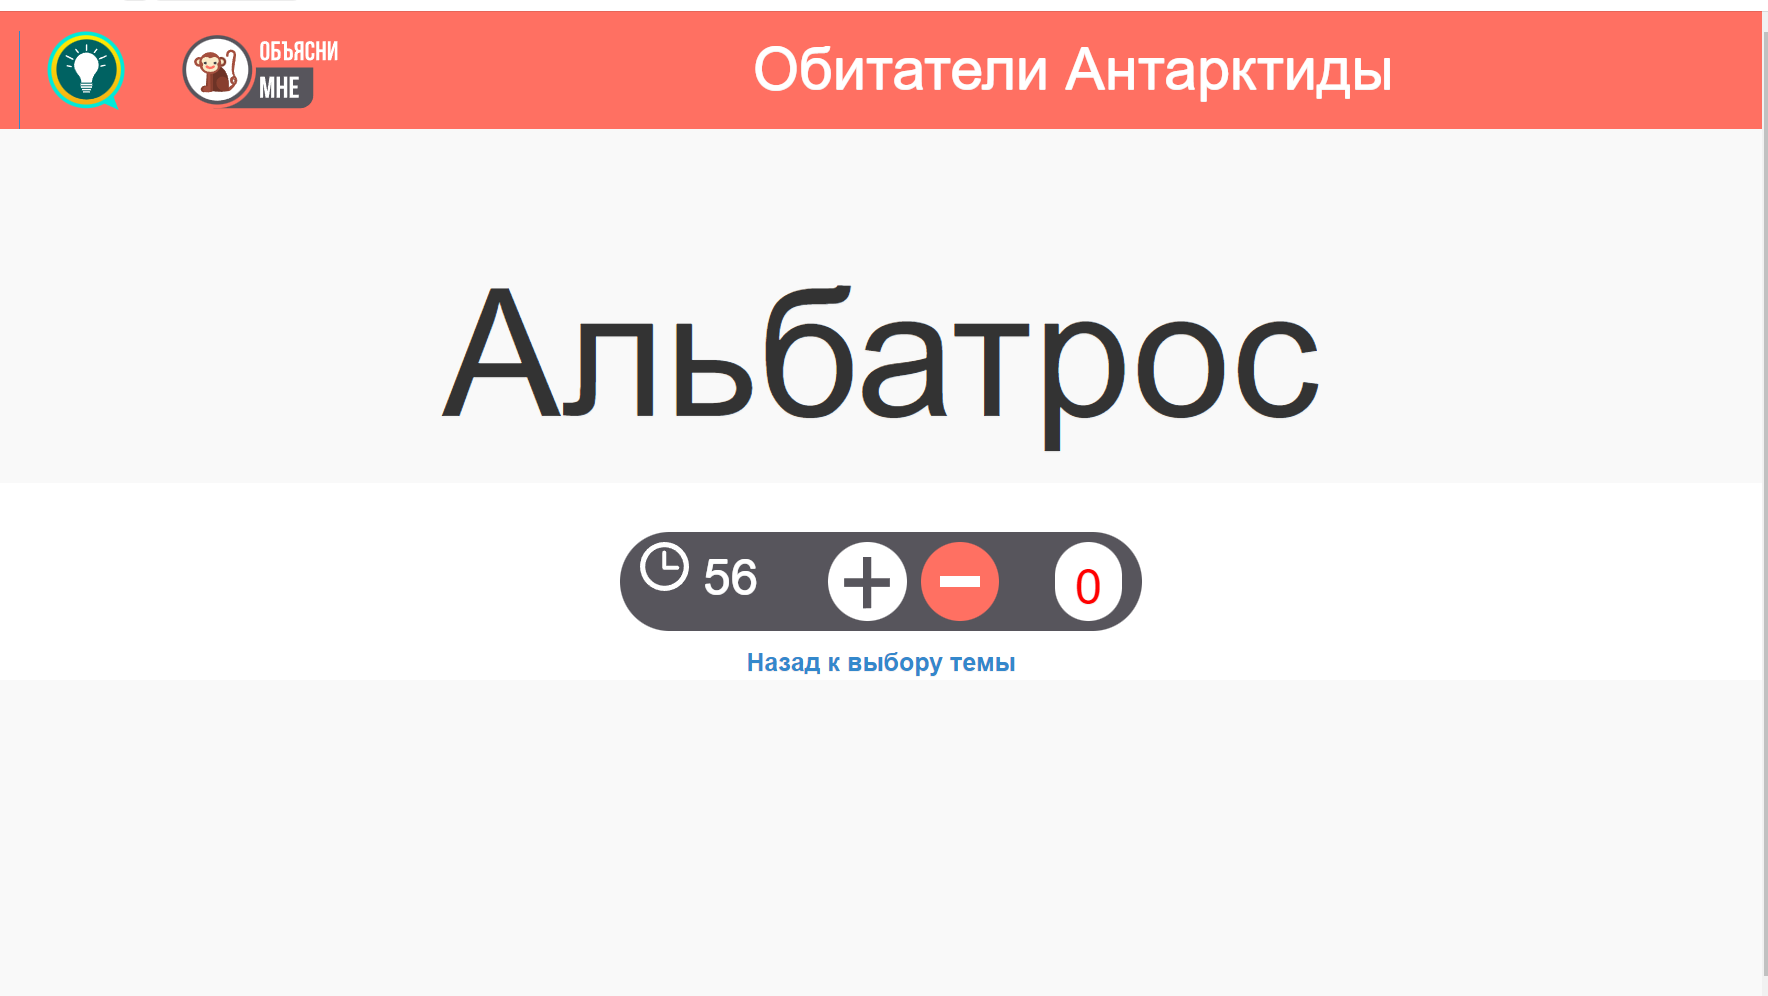 ОБЪЯСНИ
МНЕ
Обитатели Антарктиды
Альбатрос
56
0
Назад к выбору темы